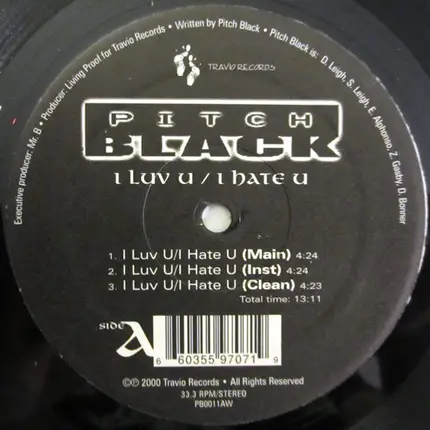 Executive producer: Mr. B • Producer: Living Proof for Travio Records • Written by Pitch Black • Pitch Black is: D. Leigh, S. Leigh, E. Alphonso, Z. Gasby, D. Bonner
TRAVIO RECORDS
PITCH
BLACK
I LUV U / I HATE U
1. I Luv U/I Hate U (Main) 4:24
2. I Luv U/I Hate U (Inst) 4:24
3. I Luv U/I Hate U (Clean) 4:23
Total time: 13:11
SIDE A
6 60355 97071 9
©℗ 2000 Travio Records • All Rights Reserved
33.3 RPM/STEREO
PB0011AW